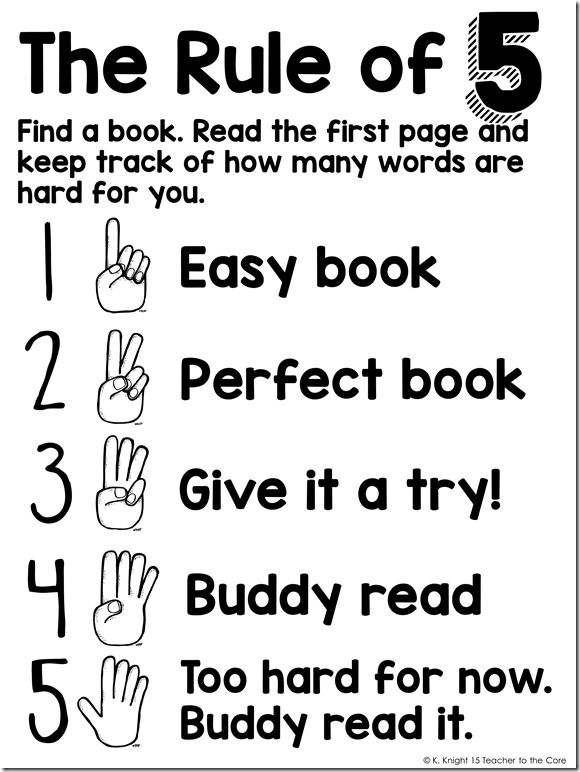 The Rule of 5
Find a book. Read the first page and
keep track of how many words are
hard for you.
1 Easy book
2 Perfect book
3 Give it a try!
4 Buddy read
5 Too hard for now.
Buddy read it.
© K. Knight 15 Teacher to the Core